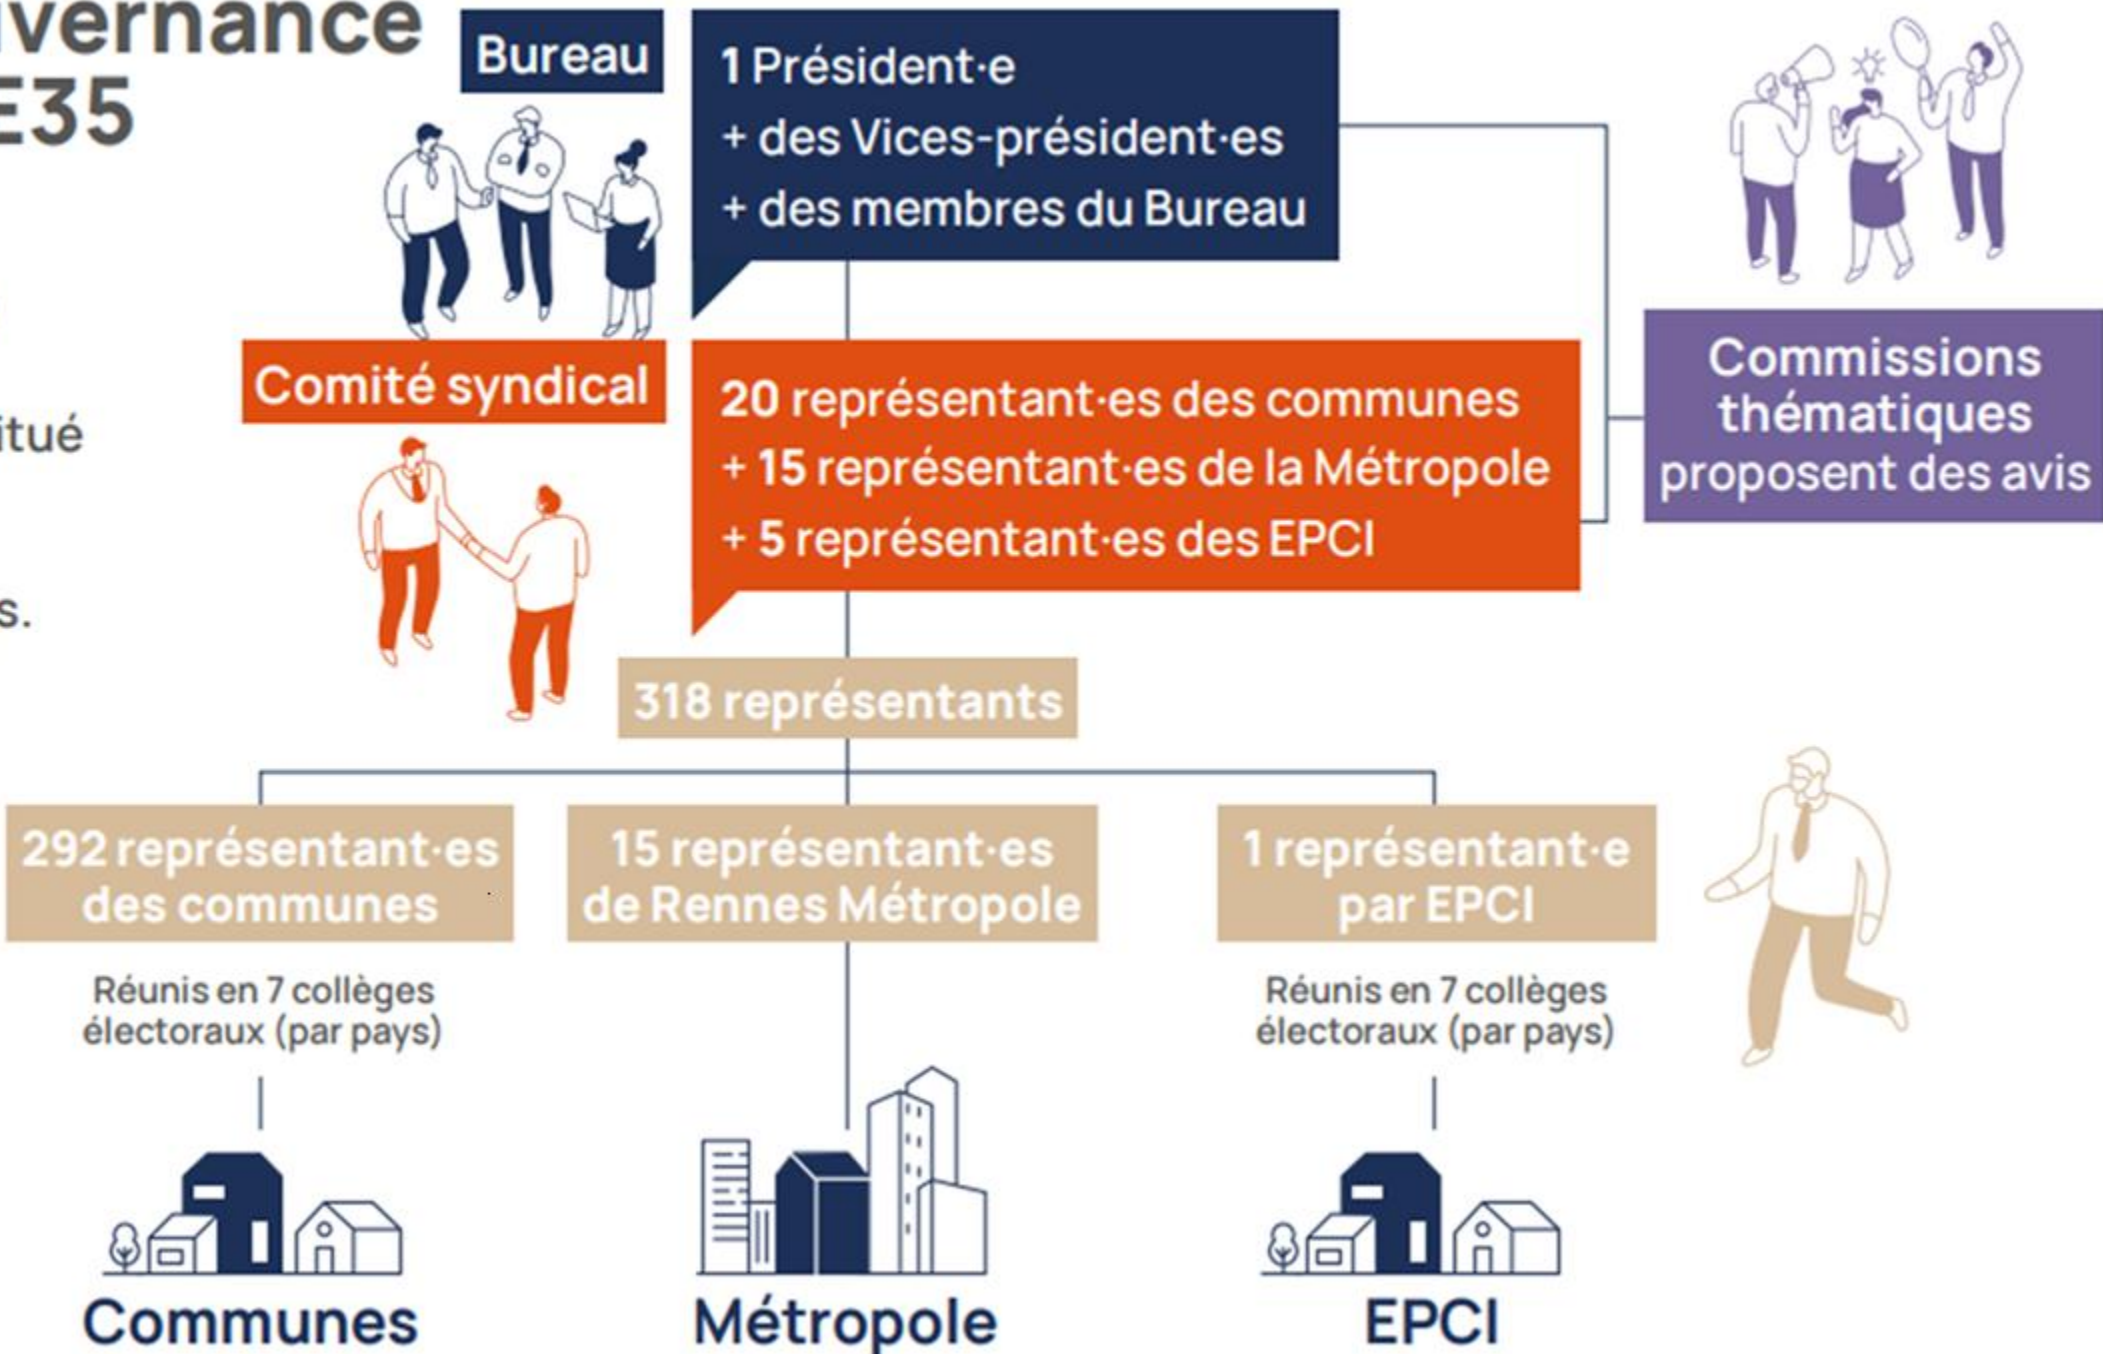 uvernance
E35
itué
s.
Bureau
1 Président·e
+ des Vices-président·es
+ des membres du Bureau
Comité syndical
20 représentant·es des communes
+ 15 représentant·es de la Métropole
+ 5 représentant·es des EPCI
Commissions
thématiques
proposent des avis
318 représentants
292 représentant·es
des communes
Réunis en 7 collèges
électoraux (par pays)
Communes
15 représentant·es
de Rennes Métropole
Métropole
1 représentant·e
par EPCI
Réunis en 7 collèges
électoraux (par pays)
EPCI